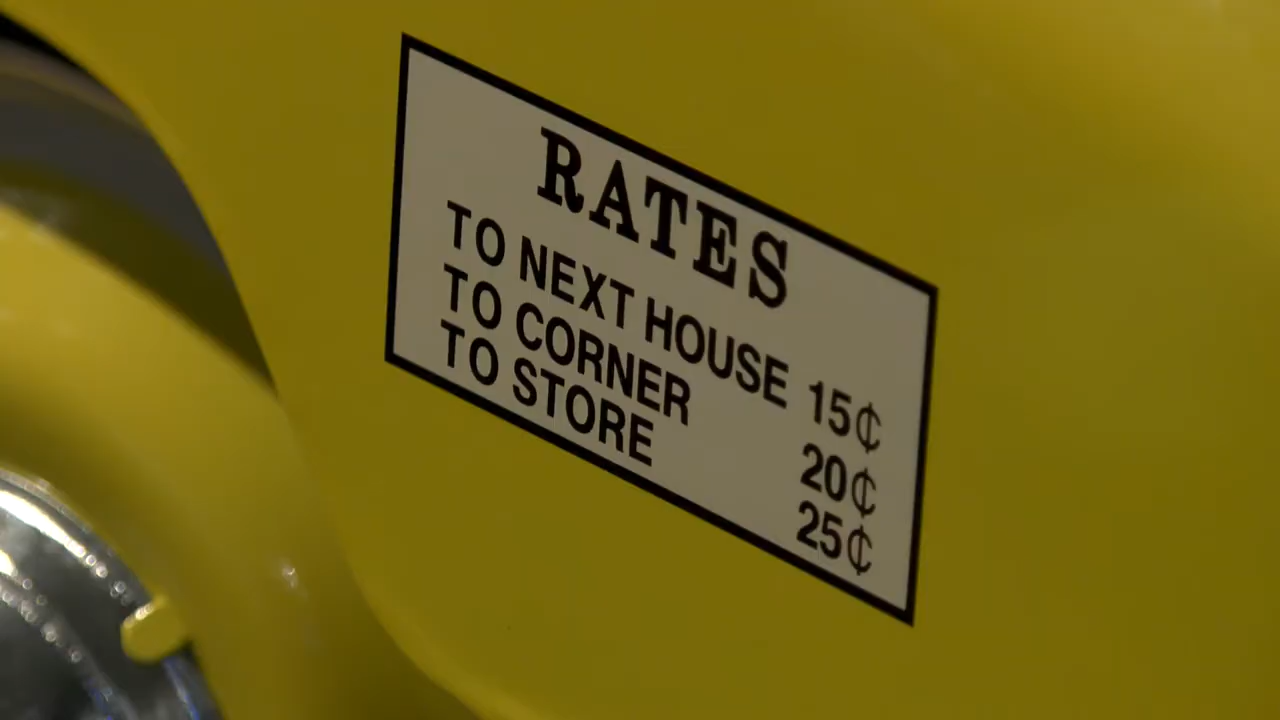 RATES
TO NEXT HOUSE 15¢
TO CORNER 20¢
TO STORE 25¢